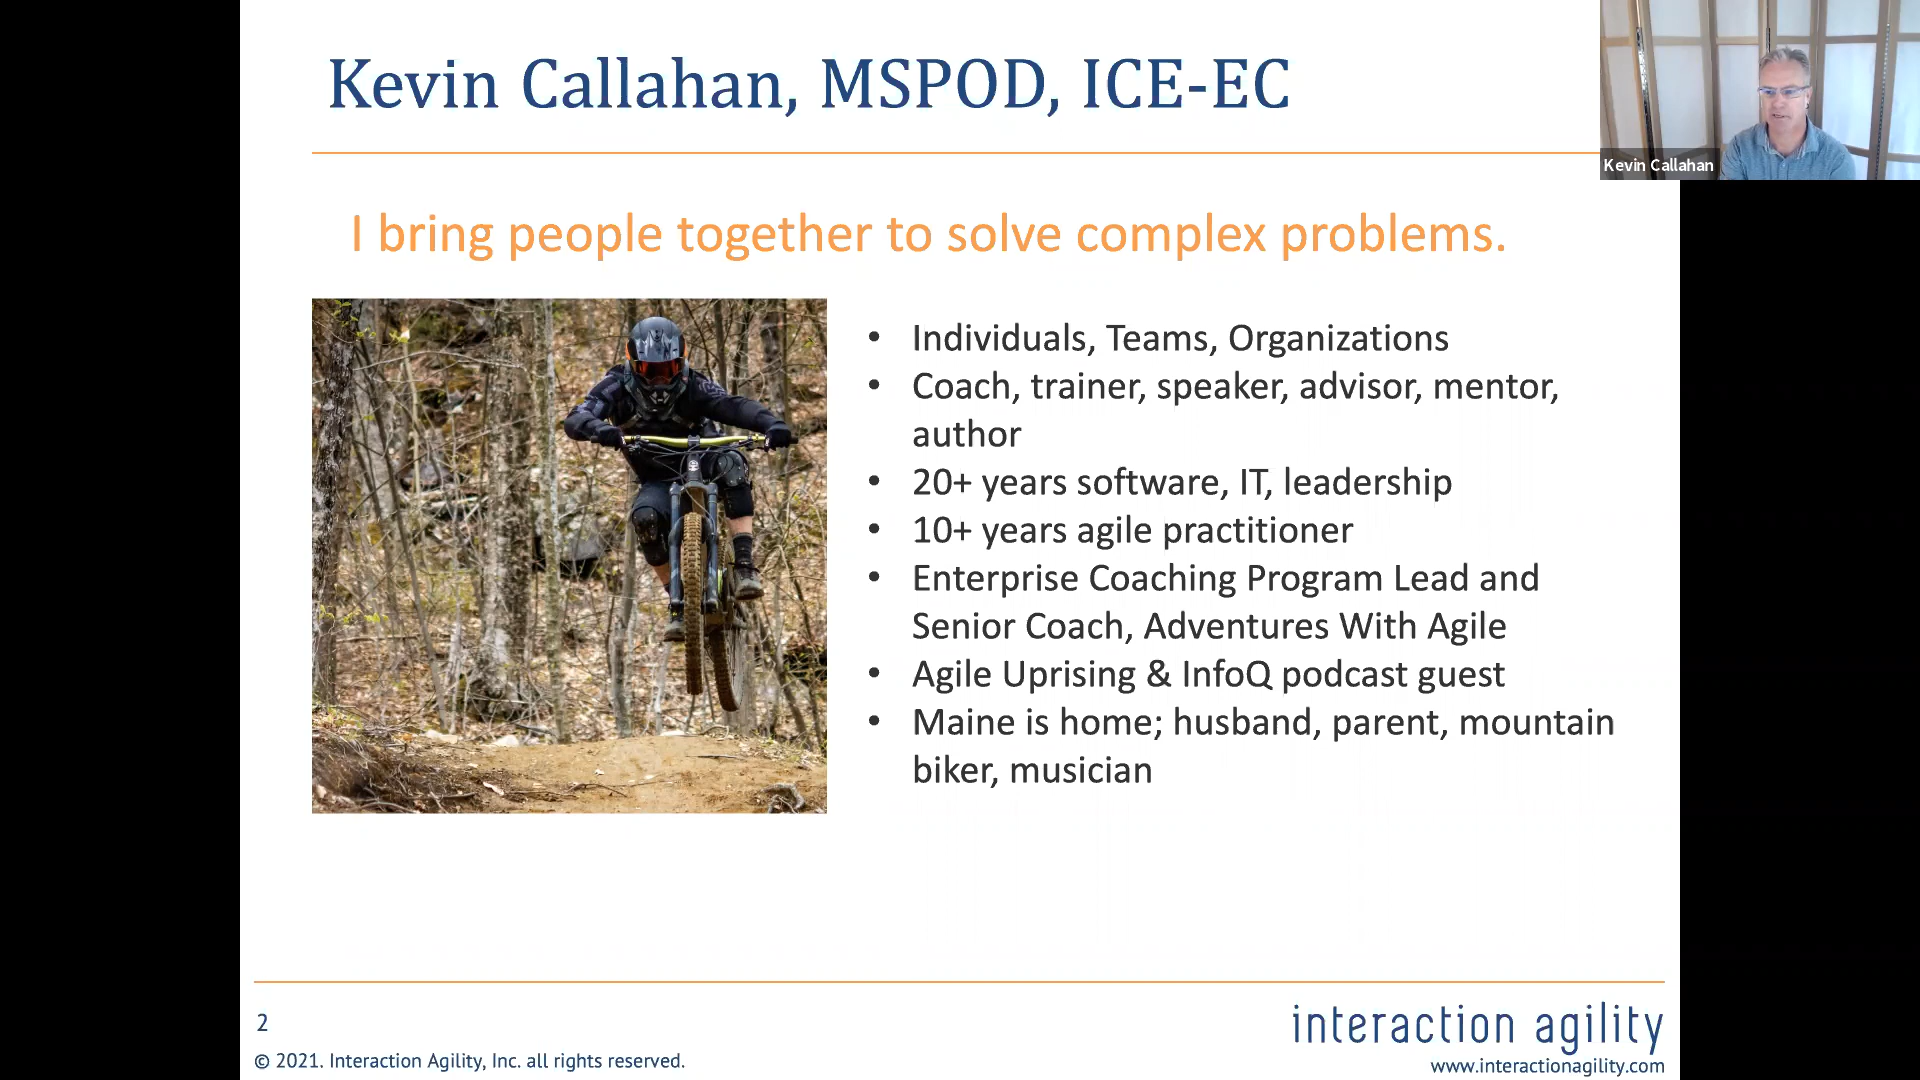 Kevin Callahan, MSPOD, ICE-EC
Kevin Callahan
I bring people together to solve complex problems.
• Individuals, Teams, Organizations
• Coach, trainer, speaker, advisor, mentor,
author
• 20+ years software, IT, leadership
• 10+ years agile practitioner
• Enterprise Coaching Program Lead and
Senior Coach, Adventures With Agile
• Agile Uprising & InfoQ podcast guest
• Maine is home; husband, parent, mountain
biker, musician
2
© 2021. Interaction Agility, Inc. all rights reserved.
interaction agility
www.interactionagility.com